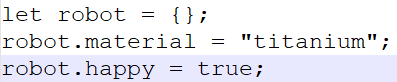 let robot = {};
robot.material = "titanium";
robot.happy = true;